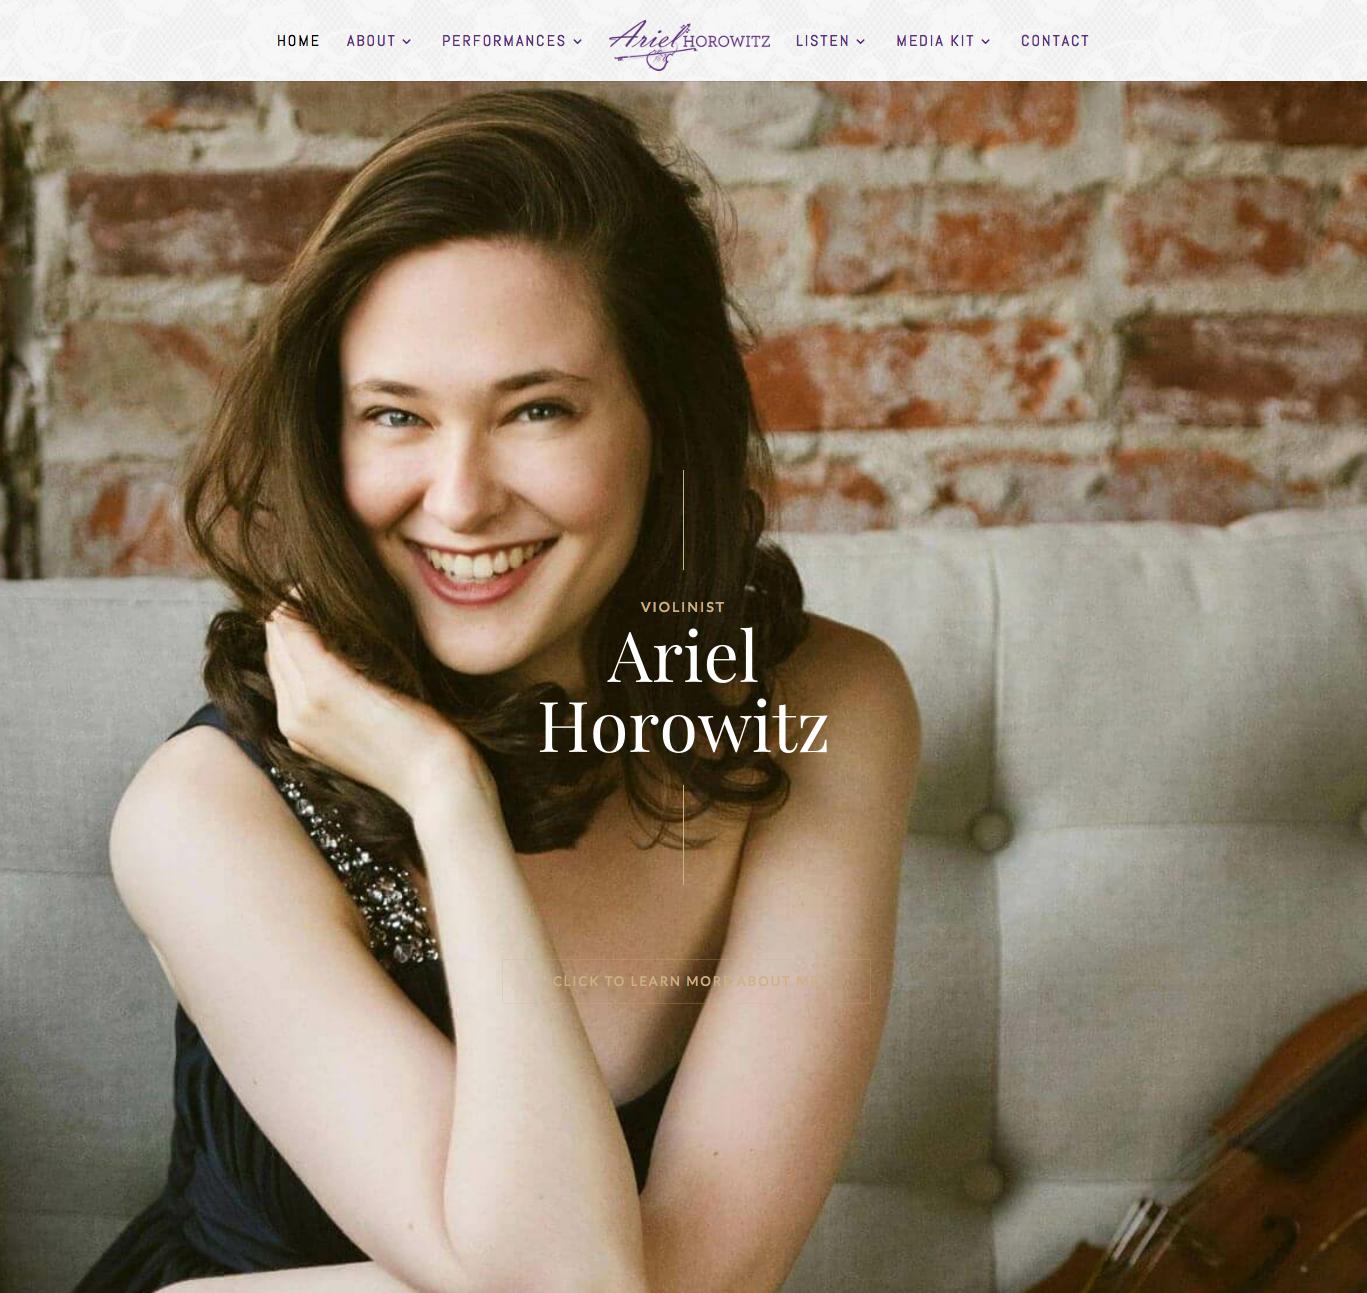 HOME ABOUT PERFORMANCES Ariel HOROWITZ LISTEN MEDIA KIT CONTACT
VIOLINIST
Ariel
Horowitz
CLICK TO LEARN MORE ABOUT ME